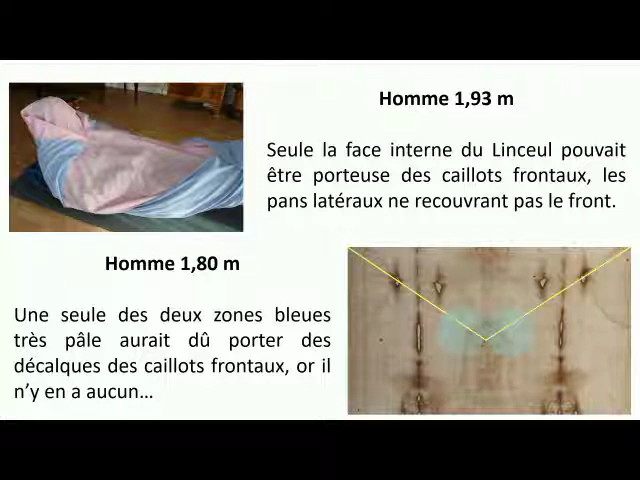 Homme 1,93 m
Seule la face interne du Linceul pouvait
être porteuse des caillots frontaux, les
pans latéraux ne recouvrant pas le front.
Homme 1,80 m
Une seule des deux zones bleues
très pâle aurait dû porter des
décalques des caillots frontaux, or il
n’y en a aucun…